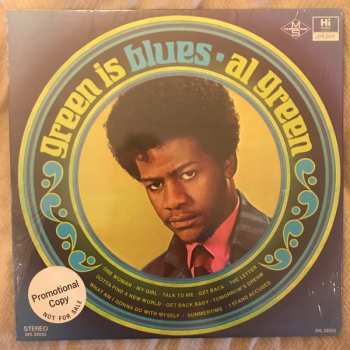 green is blues • al green
M
S
Hi
ONE WOMAN • MY GIRL • TALK TO ME • GET BACK • THE LETTER
GOTTA FIND A NEW WORLD • GET BACK BABY • TOMORROW'S DREAM
WHAT AM I GONNA DO WITH MYSELF • SUMMERTIME • I STAND ACCUSED
Promotional
Copy
NOT FOR SALE
STEREO